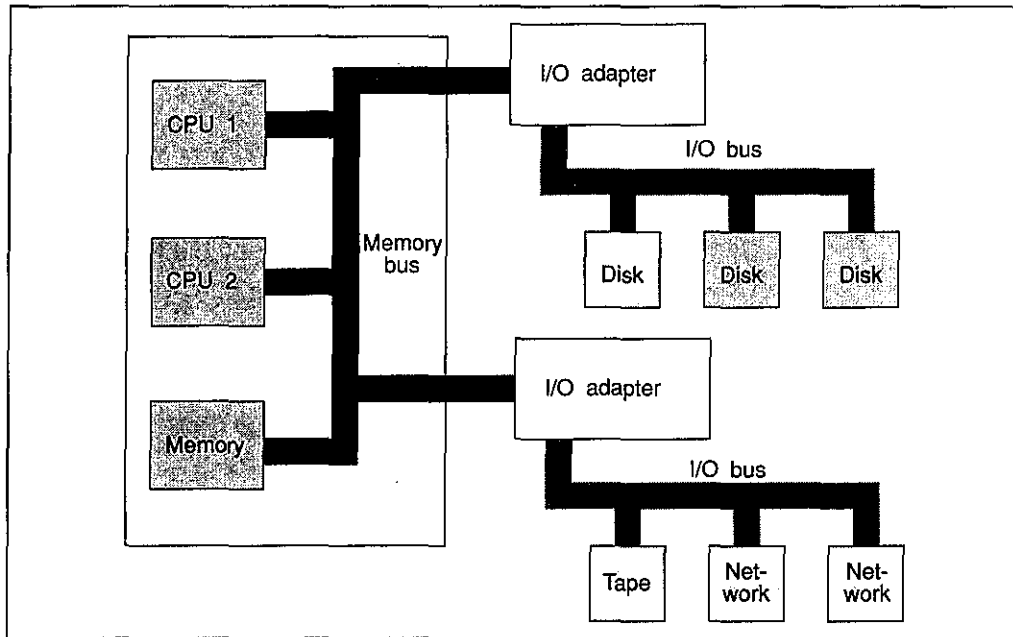 I/O adapter
CPU 1
I/O bus
Memory
bus
CPU 2
Disk
Disk
Disk
I/O adapter
Memory
I/O bus
Tape
Net-
work
Net-
work